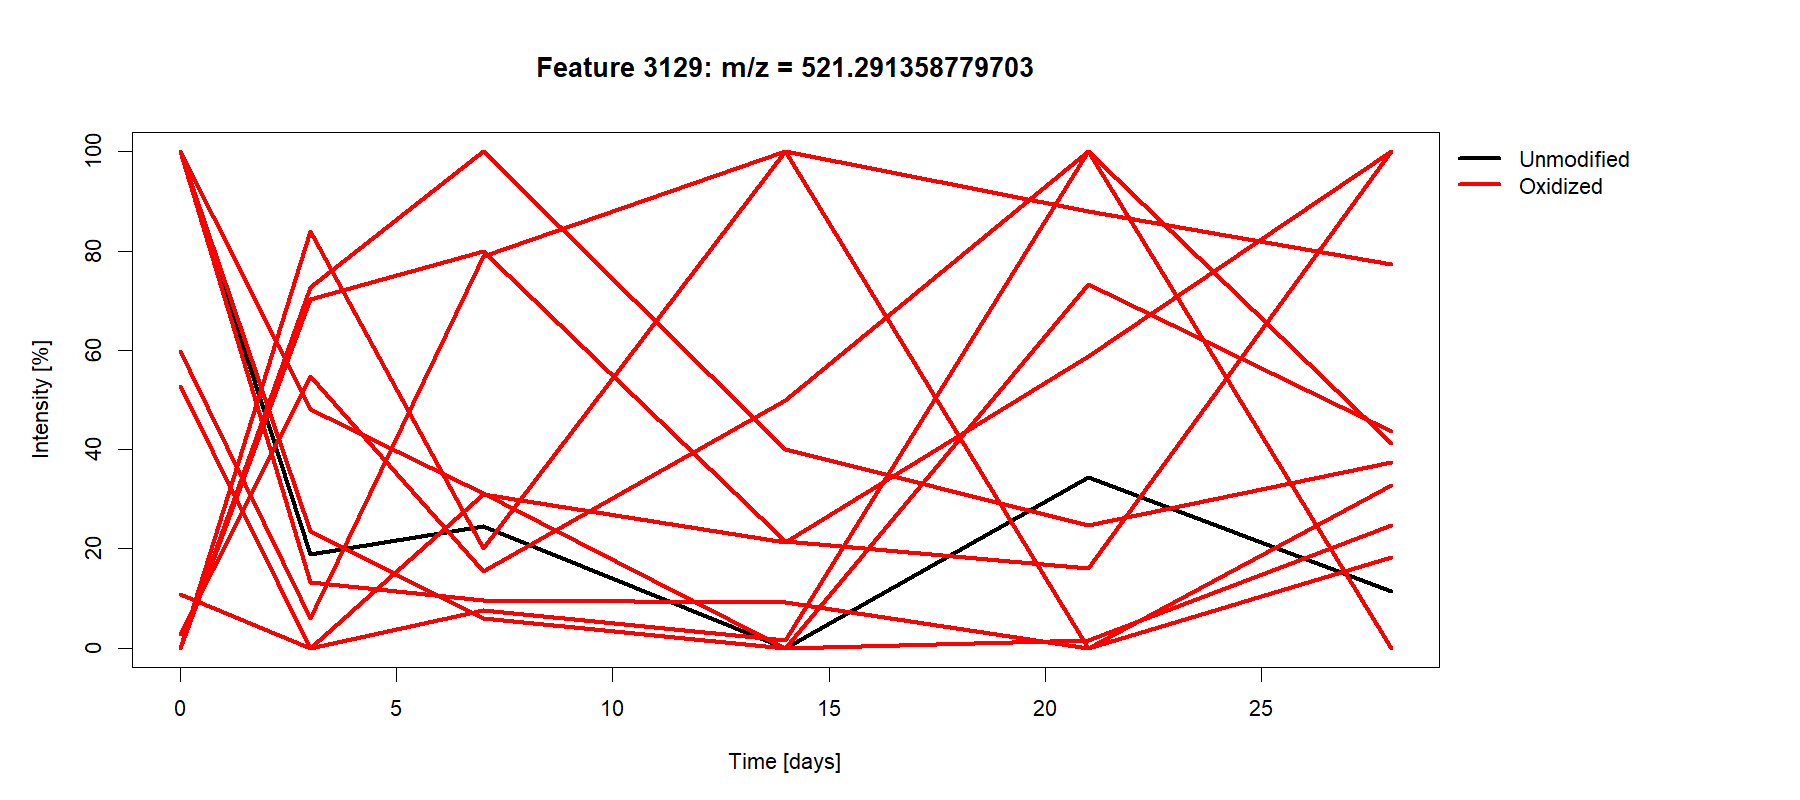 Feature 3129: m/z = 521.291358779703
Unmodified
Oxidized
Intensity [%]
100
80
60
40
20
0
0 5 10 15 20 25
Time [days]